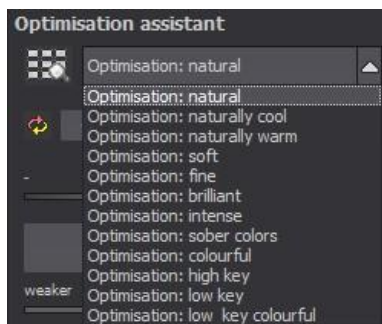 Optimisation assistant
Optimisation: natural
Optimisation: natural
Optimisation: naturally cool
Optimisation: naturally warm
Optimisation: soft
-
Optimisation: fine
Optimisation: brilliant
Optimisation: intense
Optimisation: sober colors
Optimisation: colourful
Optimisation: high key
weaker
Optimisation: low key
Optimisation: low key colourful